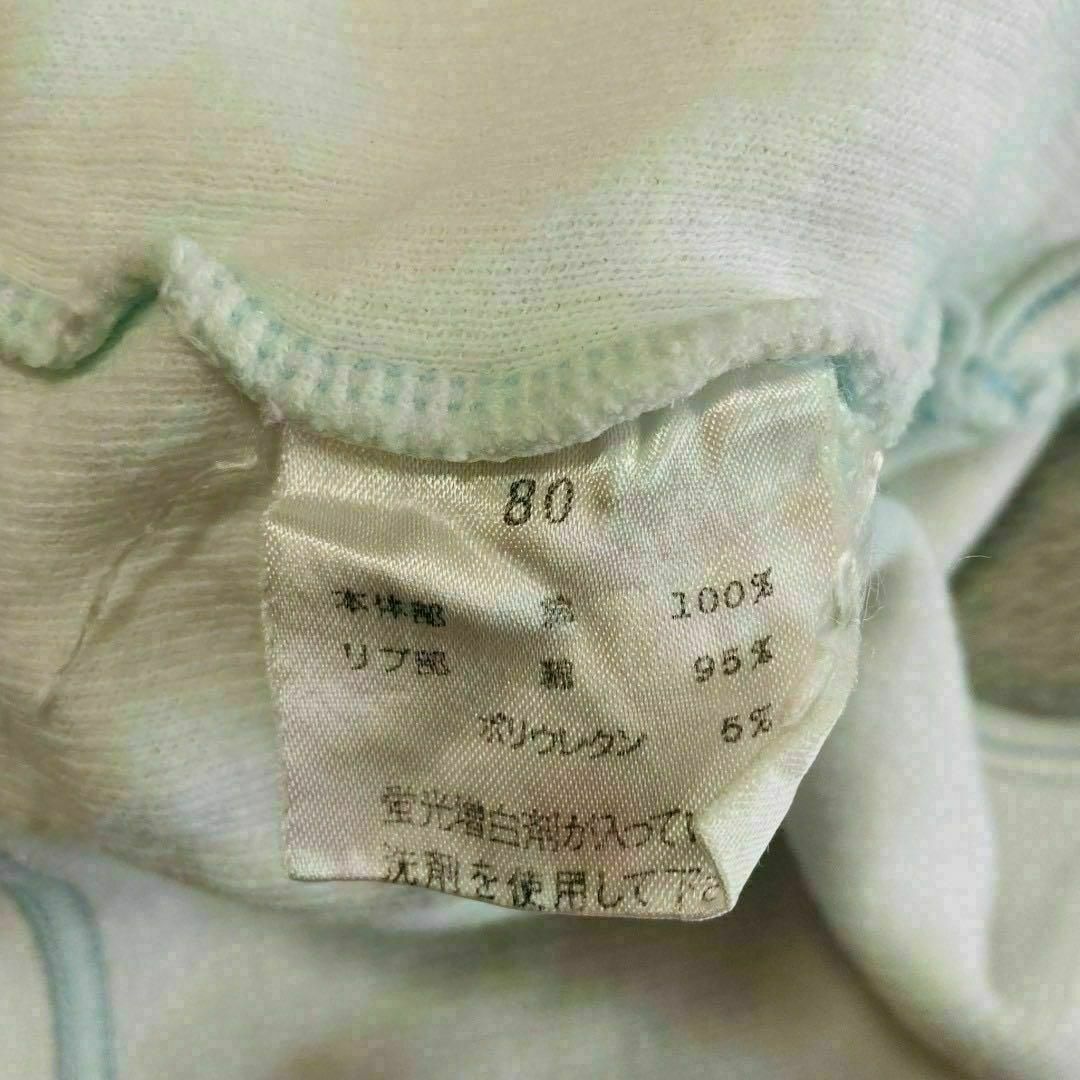 80
本体部 綿 100%
リブ部 綿 95%
ポリウレタン 5%
蛍光増白剤が入ってい
洗剤を使用して下さ